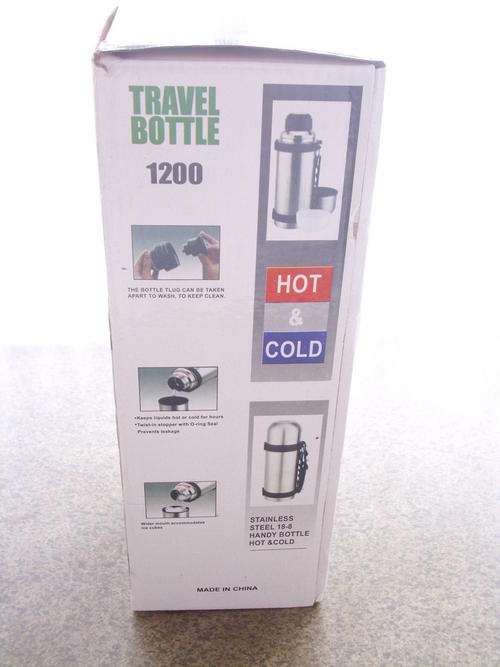 TRAVEL
BOTTLE
1200
THE BOTTLE TLUG CAN BE TAKEN
APART TO WASH, TO KEEP CLEAN.
•Keeps liquids hot or cold for hours
•Twist-in stopper with O-ring Seal
Prevents leakage
Wider mouth accommodates
ice cubes
HOT
&
COLD
STAINLESS
STEEL 18-8
HANDY BOTTLE
HOT &COLD
MADE IN CHINA